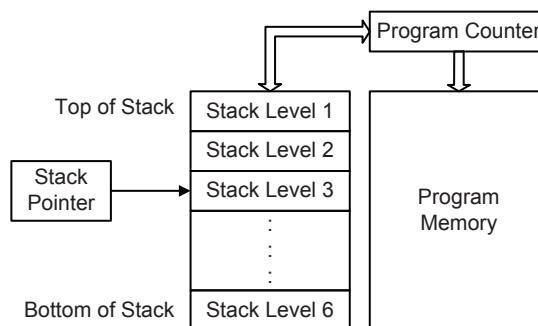 Program Counter
Top of Stack
Stack Level 1
Stack Level 2
Stack
Pointer
Stack Level 3
Program
Memory
Bottom of Stack
Stack Level 6